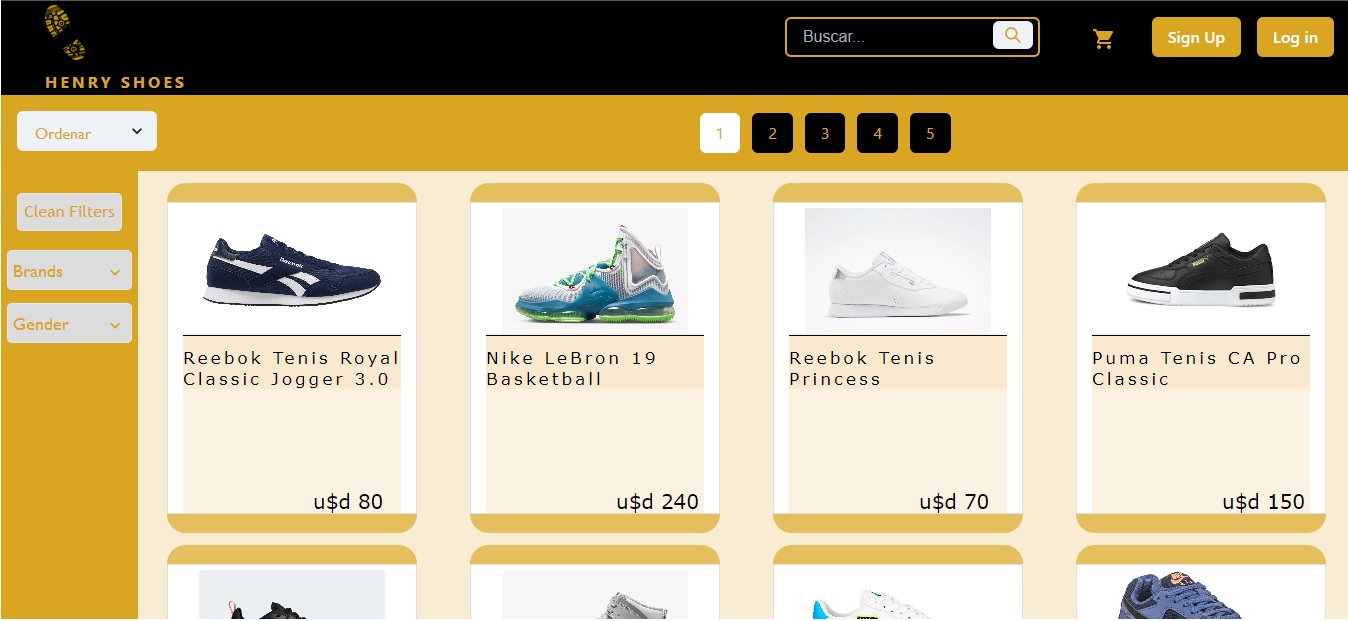 Buscar...
Sign Up
Log in
HENRY SHOES
Ordenar
1
2
3
4
5
Clean Filters
Brands
Gender
Reebok Tenis Royal
Classic Jogger 3.0
u$d 80
Nike LeBron 19
Basketball
u$d 240
Reebok Tenis
Princess
u$d 70
Puma Tenis CA Pro
Classic
u$d 150